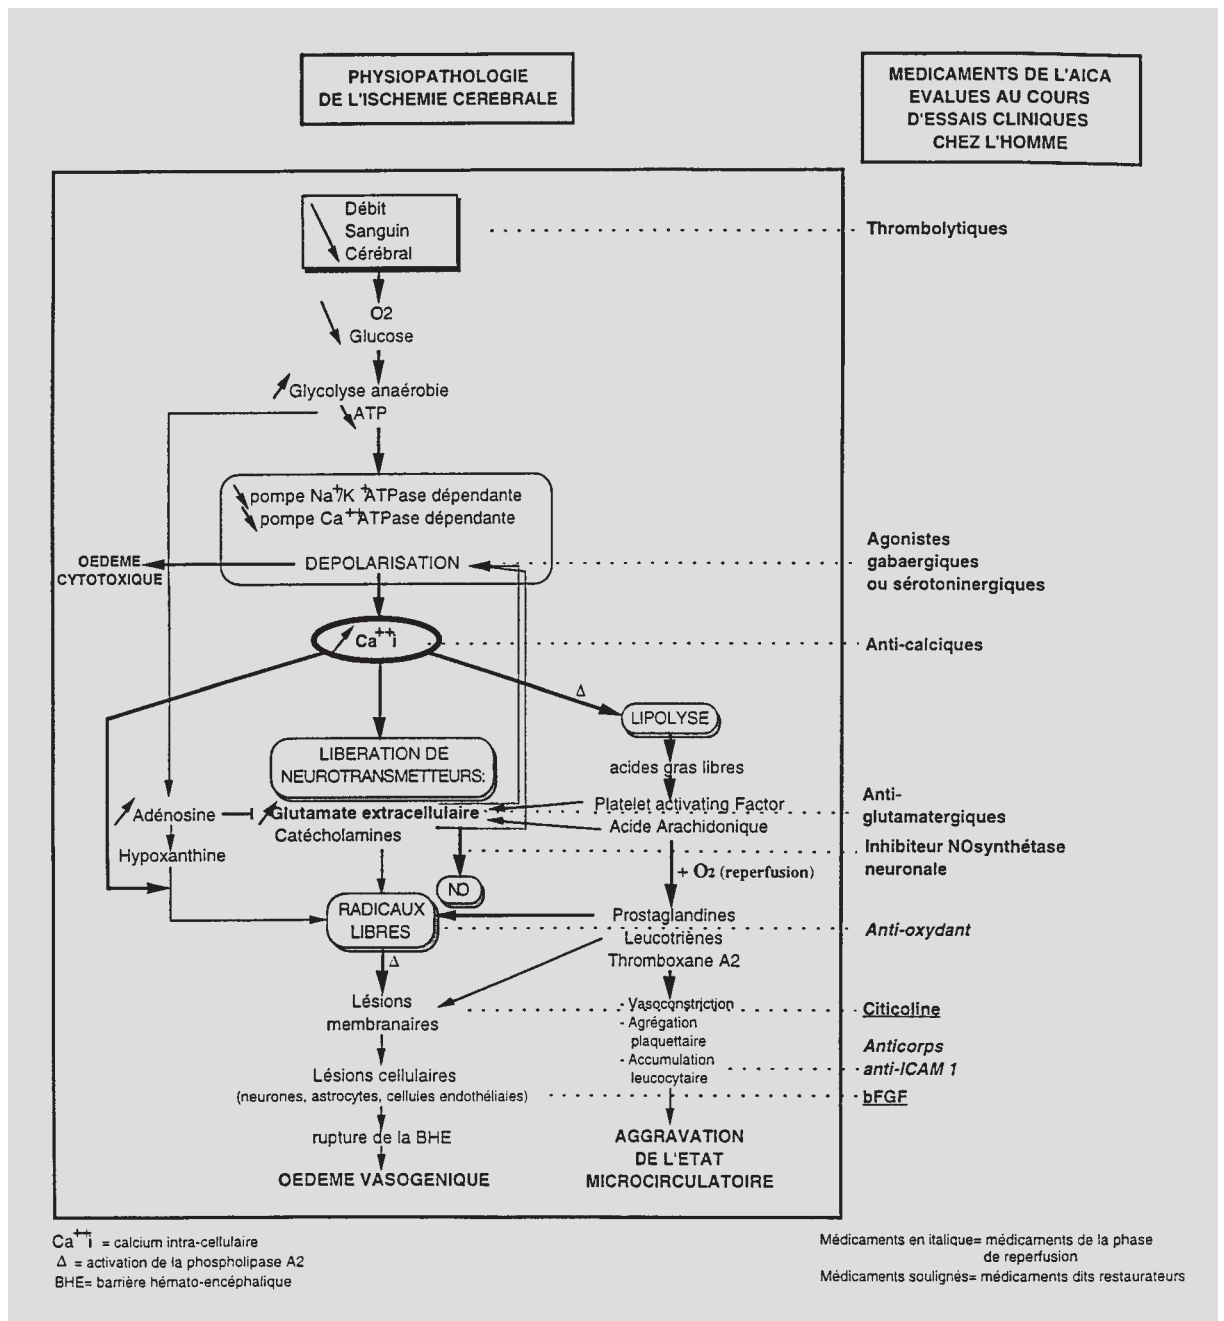 PHYSIOPATHOLOGIE
DE L'ISCHEMIE CEREBRALE
MEDICAMENTS DE L'AICA
EVALUES AU COURS
D'ESSAIS CLINIQUES
CHEZ L'HOMME
Débit
Sanguin
Cérébral
Thrombolytiques
O2
Glucose
Glycolyse anaérobie
ATP
pompe Na+/K +ATPase dépendante
pompe Ca++ATPase dépendante
DEPOLARISATION
OEDEME
CYTOTOXIQUE
Agonistes
gabaergiques
ou sérotoninergiques
Ca++i
Anti-calciques
Δ
LIPOLYSE
LIBERATION DE
NEUROTRANSMETTEURS:
acides gras libres
Adénosine
Glutamate extracellulaire
Catécholamines
Platelet activating Factor
Acide Arachidonique
Anti-
glutamatergiques
Hypoxanthine
Inhibiteur NOsynthétase
neuronale
+ O2 (reperfusion)
NO
RADICAUX
LIBRES
Prostaglandines
Leucotriènes
Thromboxane A2
Anti-oxydant
Δ
Lésions
membranaires
- Vasoconstriction
- Agrégation
plaquettaire
- Accumulation
leucocytaire
Citicoline
Anticorps
anti-ICAM 1
Lésions cellulaires
(neurones, astrocytes, cellules endothéliales)
bFGF
rupture de la BHE
OEDEME VASOGENIQUE
AGGRAVATION
DE L'ETAT
MICROCIRCULATOIRE
Ca++i = calcium intra-cellulaire
Δ = activation de la phospholipase A2
BHE= barrière hémato-encéphalique
Médicaments en italique= médicaments de la phase
de reperfusion
Médicaments soulignés= médicaments dits restaurateurs